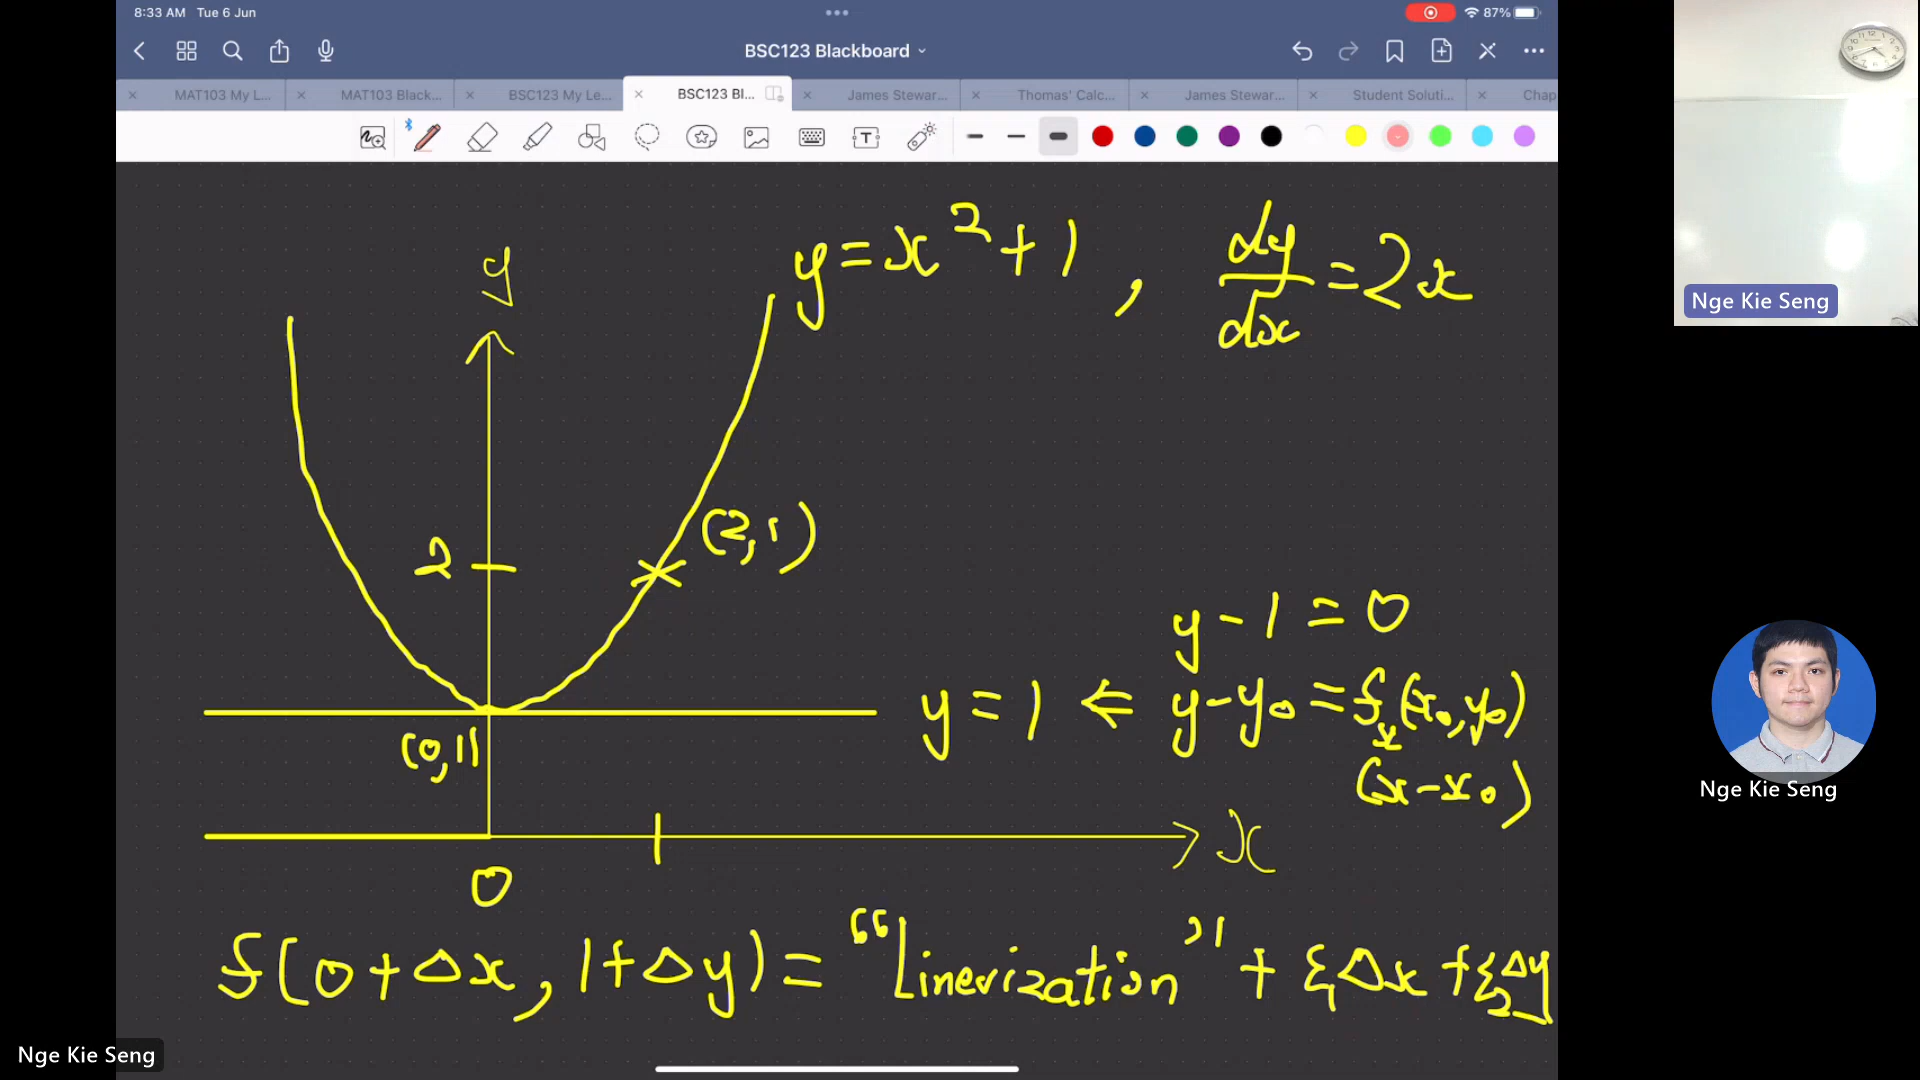 8:33 AM Tue 6 Jun
87%
BSC123 Blackboard
MAT103 My L...
MAT103 Black...
BSC123 My Le...
BSC123 Bl...
James Stewar...
Thomas' Calc...
James Stewar...
Student Soluti...
Chap
y = x² + 1 , dy/dx = 2x
y
(2,1)
2
y - 1 = 0
y = 1 ⇐ y - y₀ = fₓ(x₀, y₀)
(x - x₀)
(0,1)
x
0
f(0+Δx, 1+Δy) = “Linerization” + ξ₁Δx + ξ₂Δy
Nge Kie Seng
Nge Kie Seng
Nge Kie Seng